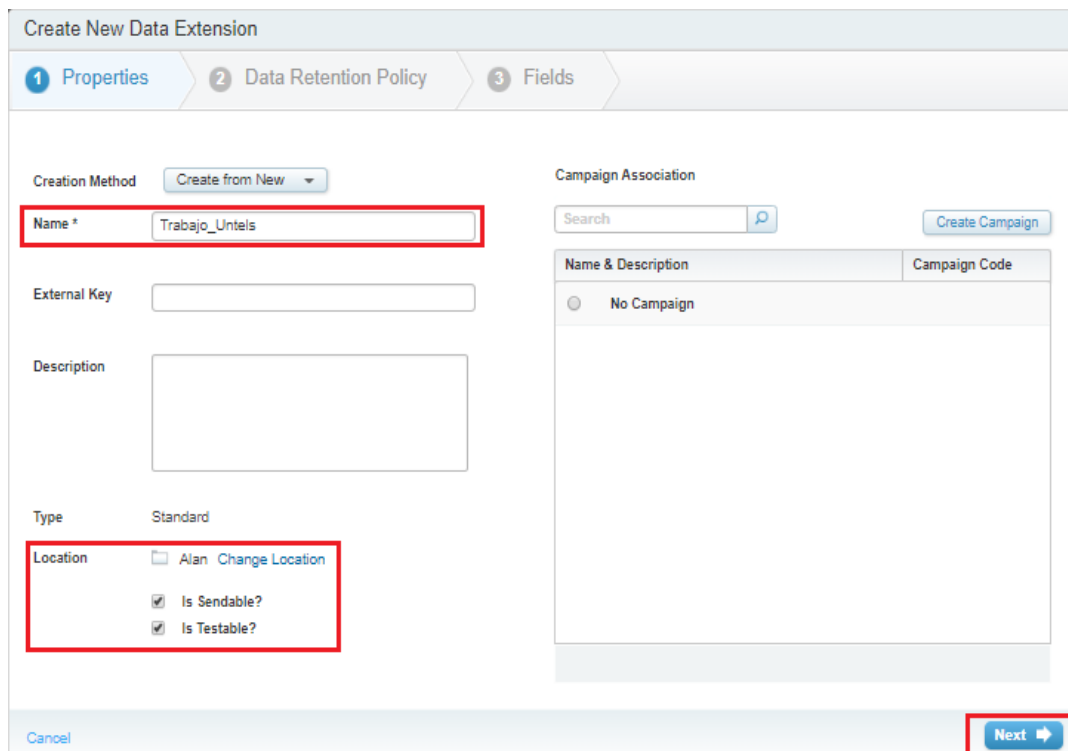 Create New Data Extension
1 Properties
2 Data Retention Policy
3 Fields
Creation Method Create from New
Name * Trabajo_Untels
External Key
Description
Type Standard
Location Alan Change Location
Is Sendable?
Is Testable?
Campaign Association
Search
Create Campaign
Name & Description Campaign Code
No Campaign
Cancel
Next